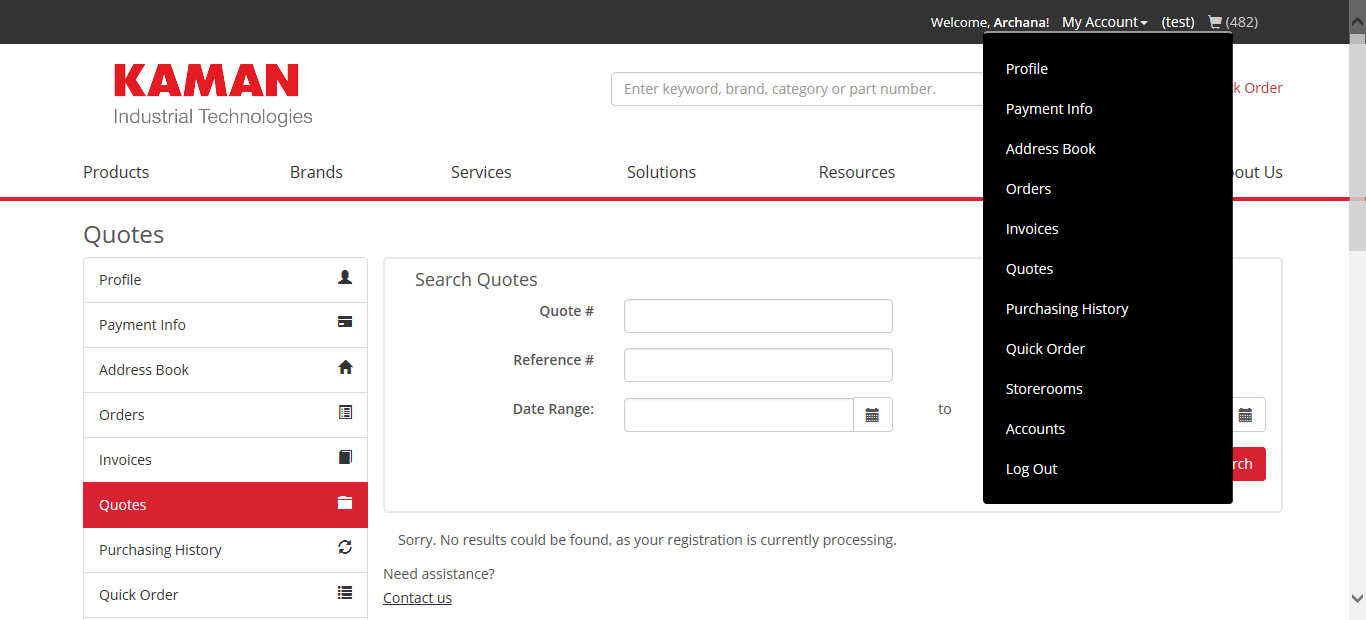 Welcome, Archana! My Account (test) (482)
KAMAN
Industrial Technologies
Enter keyword, brand, category or part number.
k Order
Products Brands Services Solutions Resources out Us
Profile
Payment Info
Address Book
Orders
Invoices
Quotes
Purchasing History
Quick Order
Storerooms
Accounts
Log Out
Quotes
Profile
Payment Info
Address Book
Orders
Invoices
Quotes
Purchasing History
Quick Order
Search Quotes
Quote #
Reference #
Date Range: to
rch
Sorry. No results could be found, as your registration is currently processing.
Need assistance?
Contact us